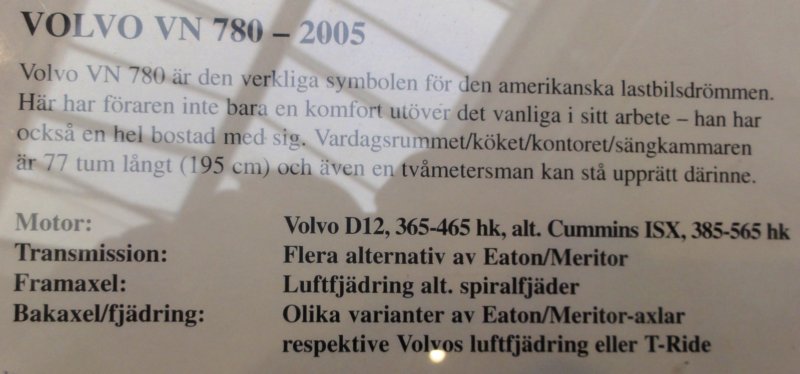 VOLVO VN 780 – 2005
Volvo VN 780 är den verkliga symbolen för den amerikanska lastbilsdrömmen.
Här har föraren inte bara en komfort utöver det vanliga i sitt arbete – han har
också en hel bostad med sig. Vardagsrummet/köket/kontoret/sängkammaren
är 77 tum långt (195 cm) och även en tvåmetersman kan stå upprätt därinne.
Motor: Volvo D12, 365-465 hk, alt. Cummins ISX, 385-565 hk
Transmission: Flera alternativ av Eaton/Meritor
Framaxel: Luftfjädring alt. spiralfjäder
Bakaxel/fjädring: Olika varianter av Eaton/Meritor-axlar
respektive Volvos luftfjädring eller T-Ride